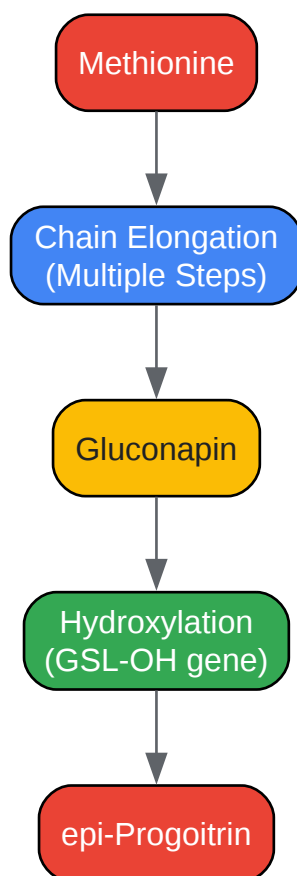 Methionine
Chain Elongation
(Multiple Steps)
Gluconapin
Hydroxylation
(GSL-OH gene)
epi-Progoitrin